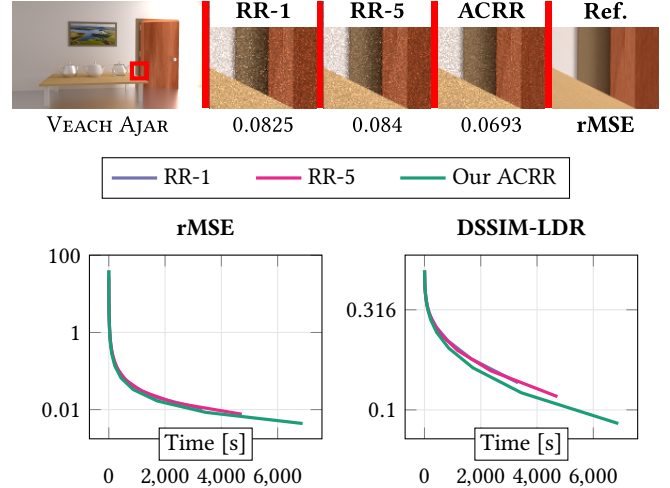 RR-1 RR-5 ACRR Ref.
VEACH AJAR 0.0825 0.084 0.0693 rMSE
RR-1 RR-5 Our ACRR
rMSE DSSIM-LDR
100
1
0.01
Time [s]
0 2,000 4,000 6,000
0.316
0.1
Time [s]
0 2,000 4,000 6,000